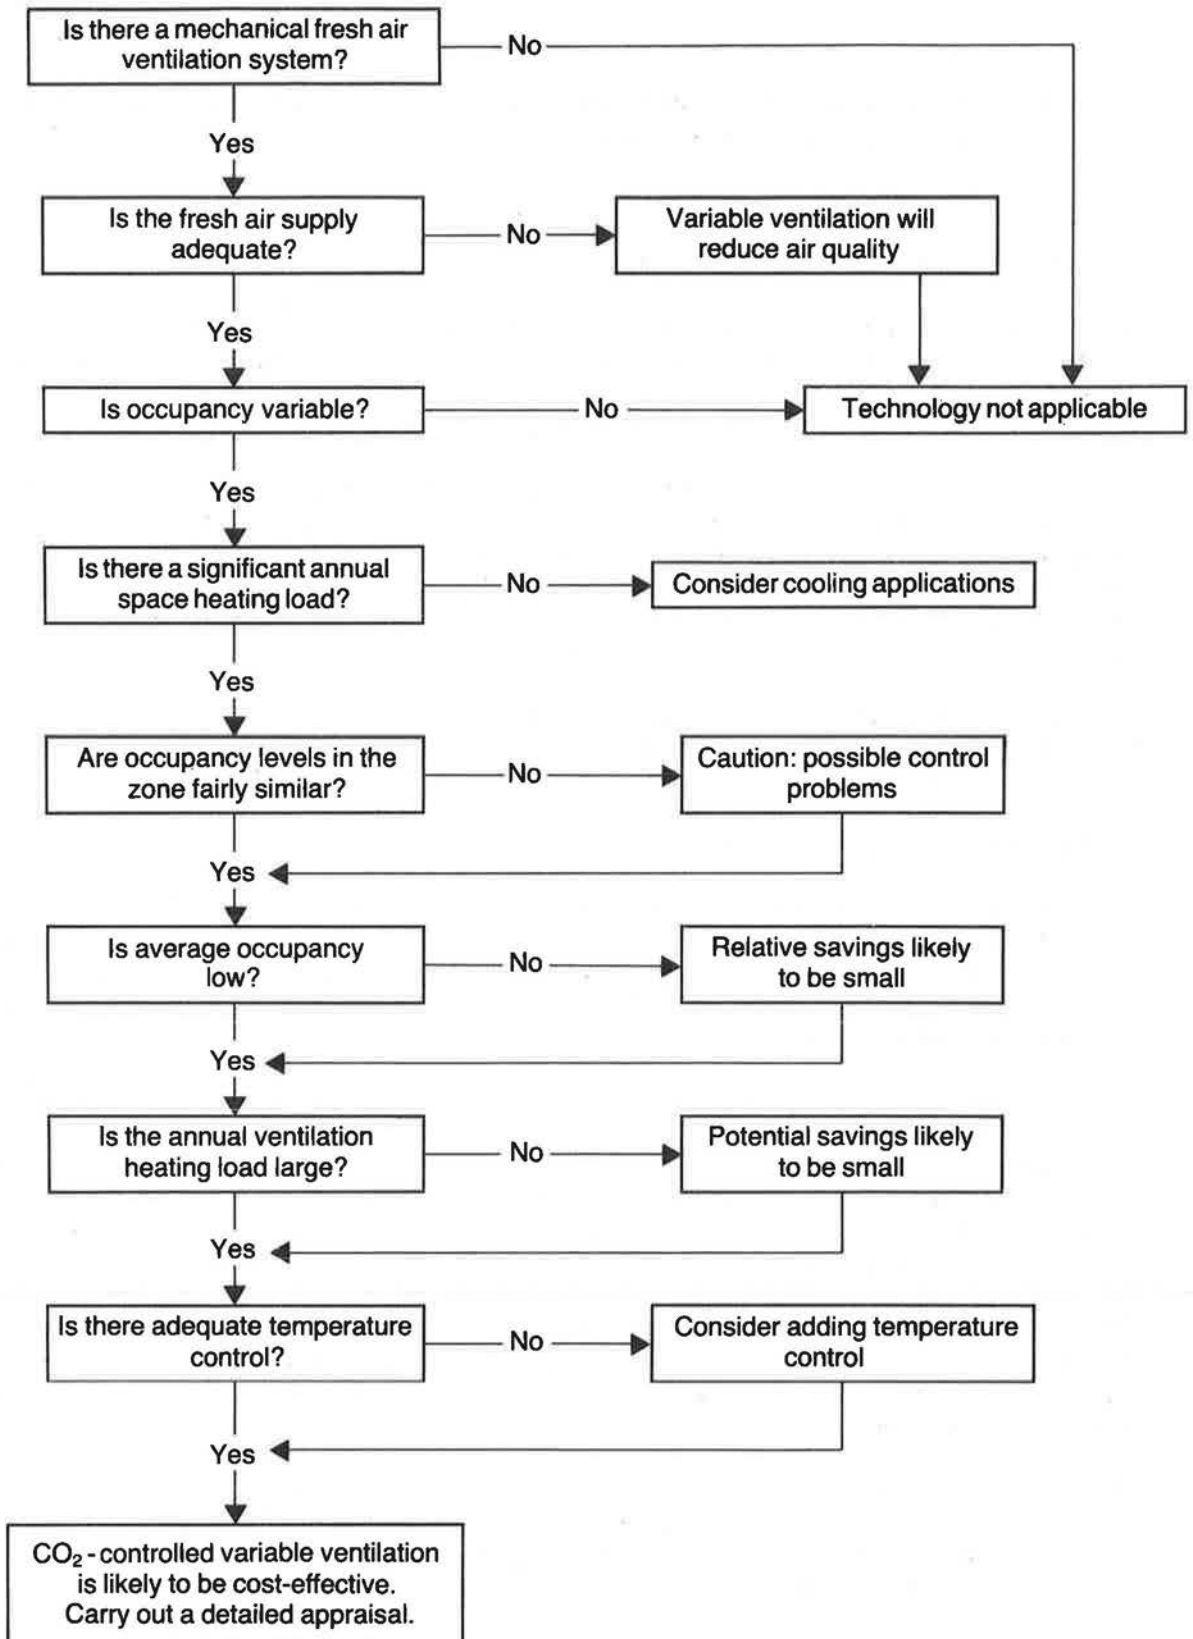 Is there a mechanical fresh air
ventilation system?
No
Yes
Is the fresh air supply
adequate?
No
Variable ventilation will
reduce air quality
Yes
Is occupancy variable?
No
Technology not applicable
Yes
Is there a significant annual
space heating load?
No
Consider cooling applications
Yes
Are occupancy levels in the
zone fairly similar?
No
Caution: possible control
problems
Yes
Is average occupancy
low?
No
Relative savings likely
to be small
Yes
Is the annual ventilation
heating load large?
No
Potential savings likely
to be small
Yes
Is there adequate temperature
control?
No
Consider adding temperature
control
Yes
CO₂ - controlled variable ventilation
is likely to be cost-effective.
Carry out a detailed appraisal.